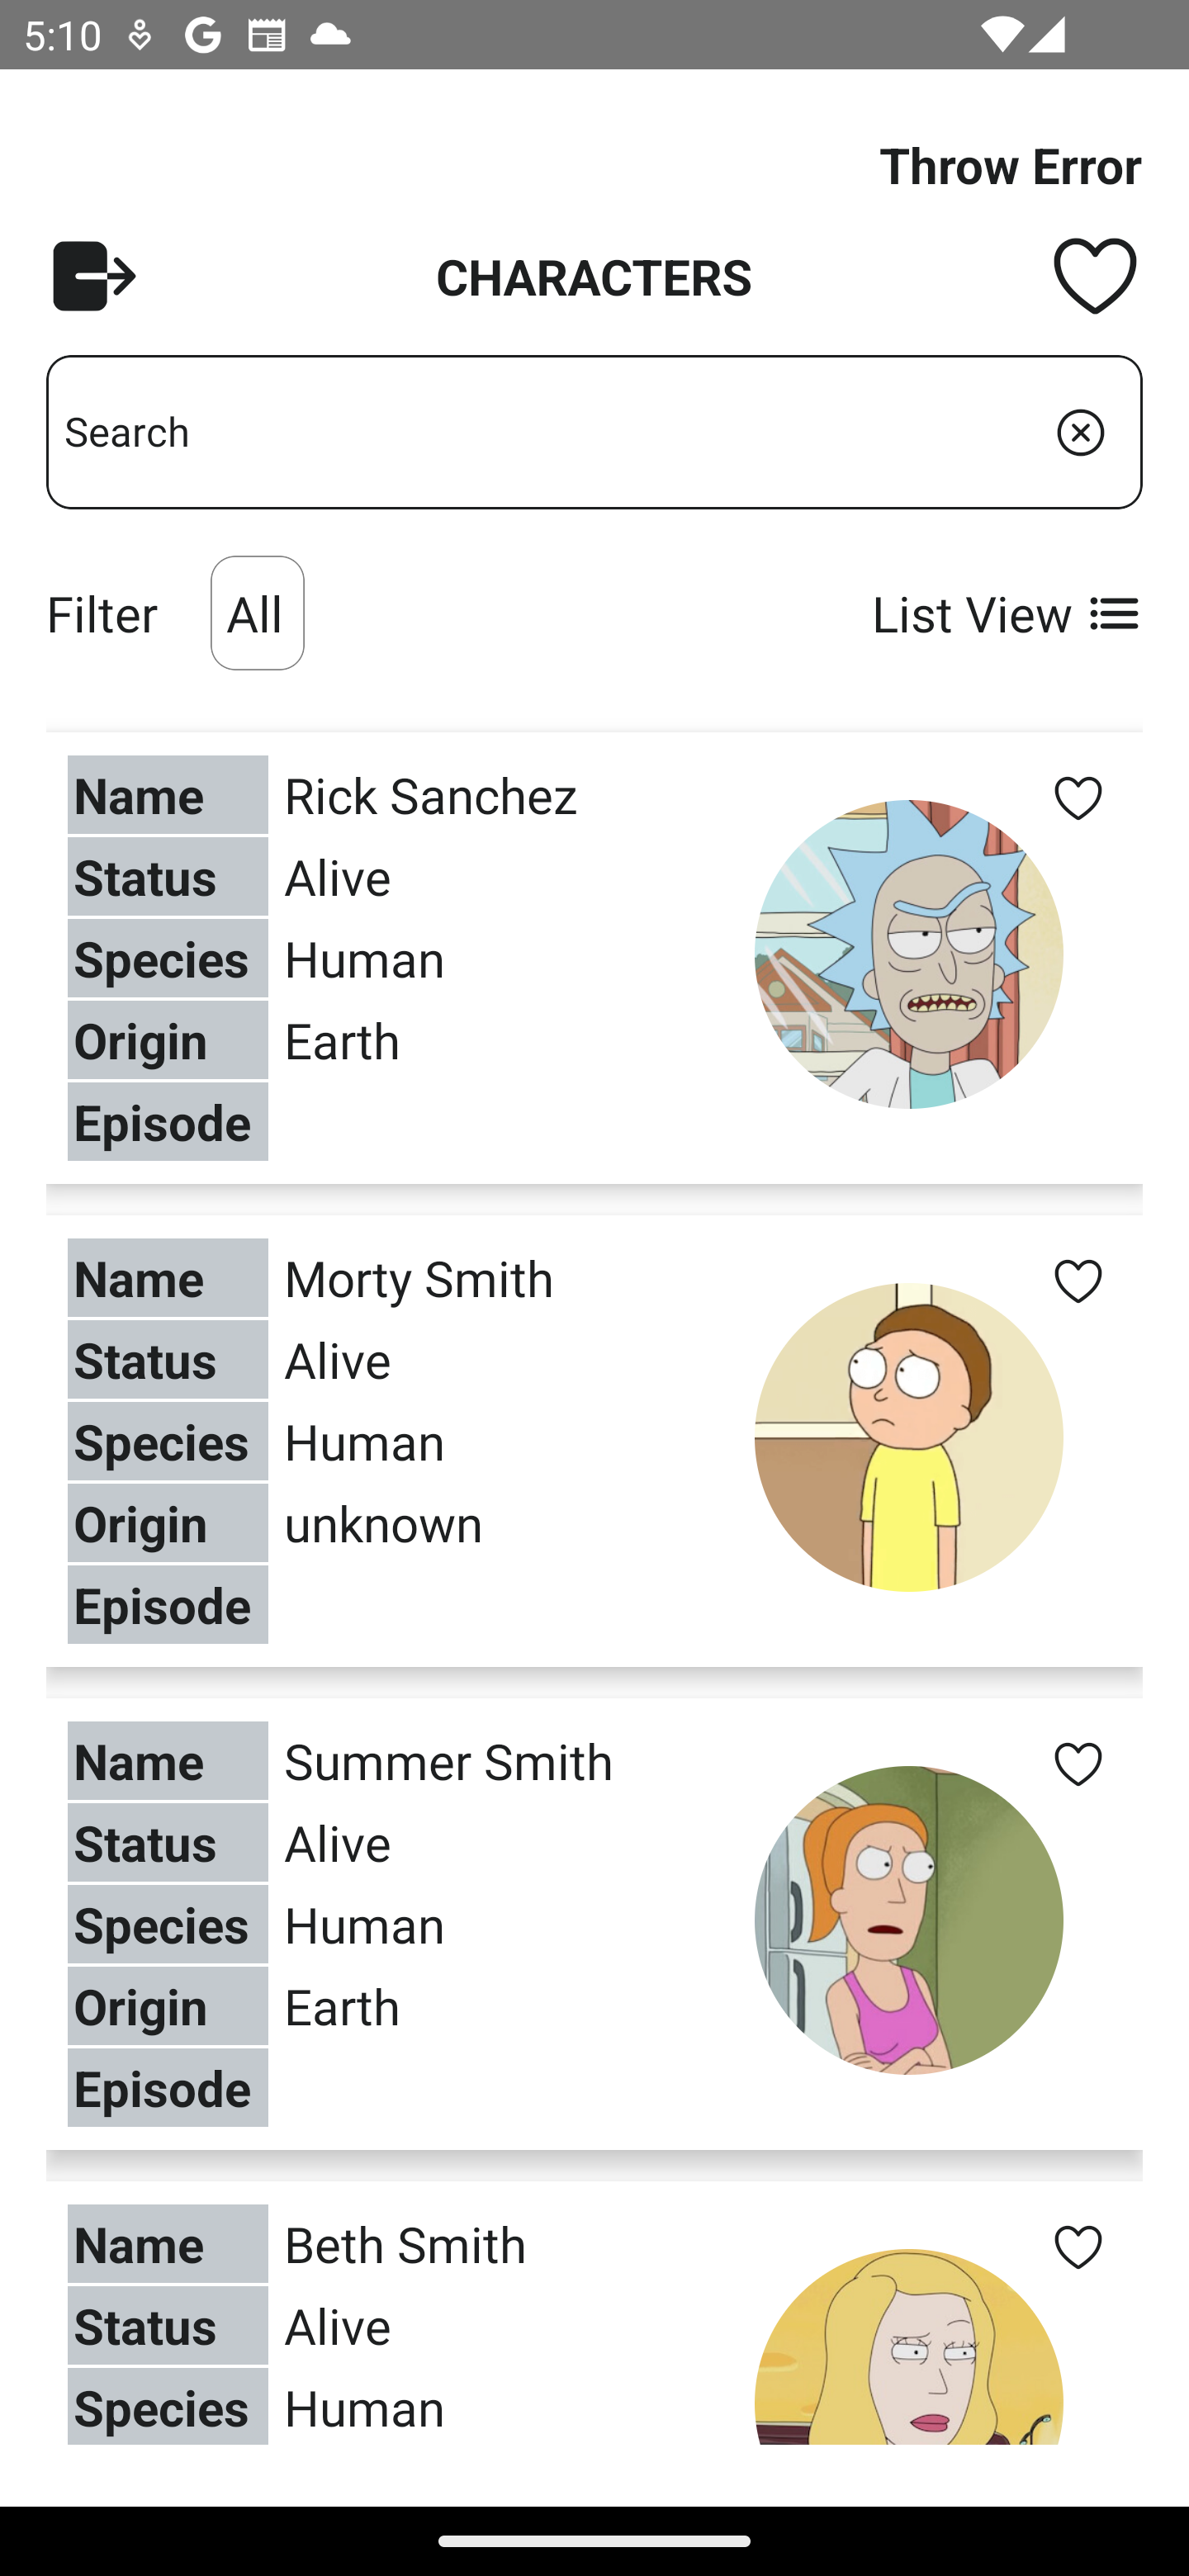 5:10
Throw Error
CHARACTERS
Search
Filter All List View
Name Rick Sanchez
Status Alive
Species Human
Origin Earth
Episode
Name Morty Smith
Status Alive
Species Human
Origin unknown
Episode
Name Summer Smith
Status Alive
Species Human
Origin Earth
Episode
Name Beth Smith
Status Alive
Species Human